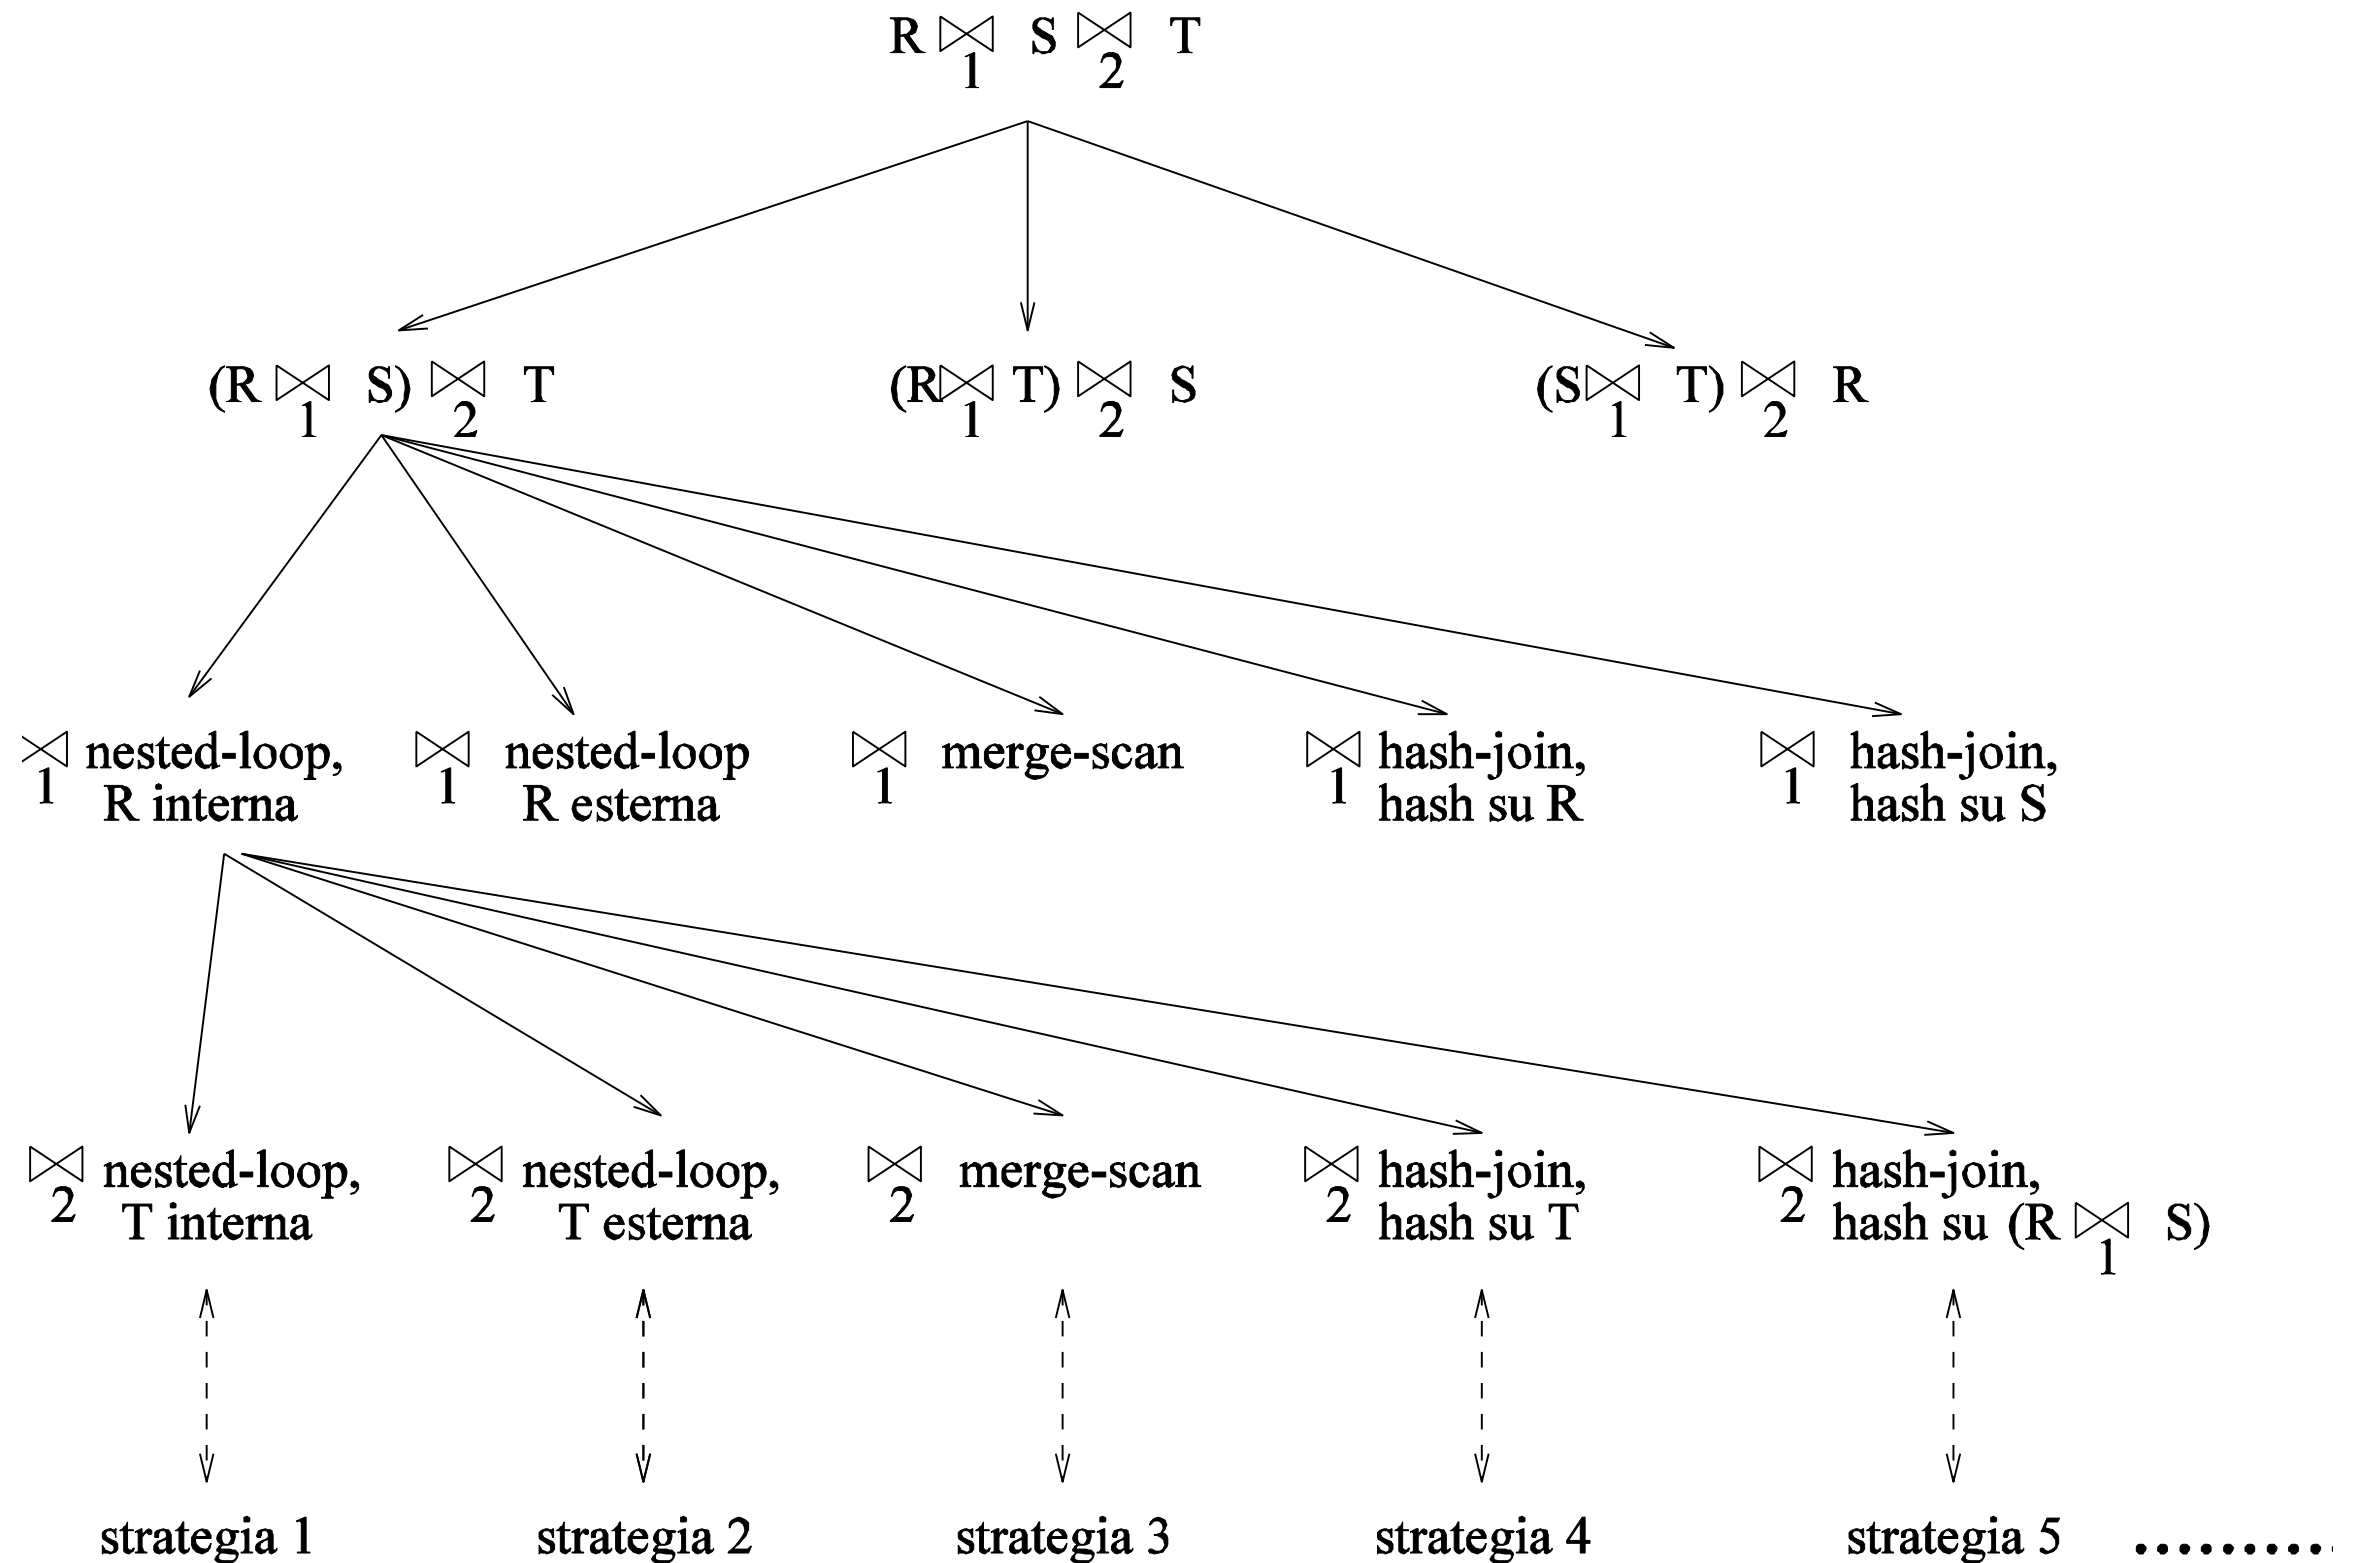 R ⋈ S ⋈ T
1 2
(R ⋈ S) ⋈ T (R ⋈ T) ⋈ S (S ⋈ T) ⋈ R
1 2 1 2 1 2
⋈ nested-loop, ⋈ nested-loop ⋈ merge-scan ⋈ hash-join, ⋈ hash-join,
1 R interna 1 R esterna 1 1 hash su R 1 hash su S
⋈ nested-loop, ⋈ nested-loop, ⋈ merge-scan ⋈ hash-join, ⋈ hash-join,
2 T interna 2 T esterna 2 2 hash su T 2 hash su (R ⋈ S)
1
strategia 1 strategia 2 strategia 3 strategia 4 strategia 5 ..........